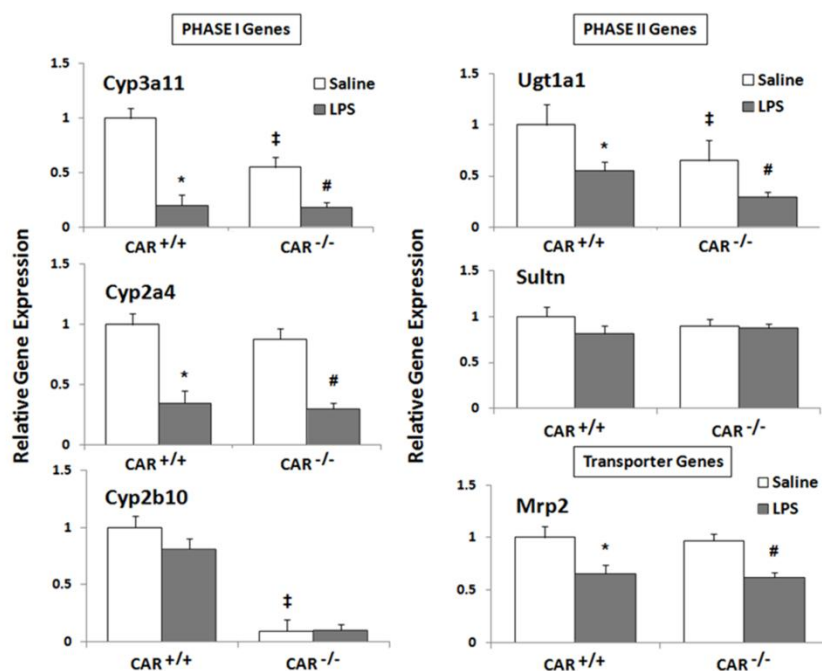 PHASE I Genes
Relative Gene Expression
Cyp3a11
Saline
LPS
1.5
1
0.5
0
*
‡
#
CAR +/+
CAR -/-
Cyp2a4
1.5
1
0.5
0
*
#
CAR +/+
CAR -/-
Cyp2b10
1.5
1
0.5
0
‡
CAR +/+
CAR -/-
PHASE II Genes
Relative Gene Expression
Ugt1a1
Saline
LPS
1.5
1
0.5
0
*
‡
#
CAR +/+
CAR -/-
Sultn
1.5
1
0.5
0
CAR +/+
CAR -/-
Transporter Genes
Mrp2
Saline
LPS
1.5
1
0.5
0
*
#
CAR +/+
CAR -/-